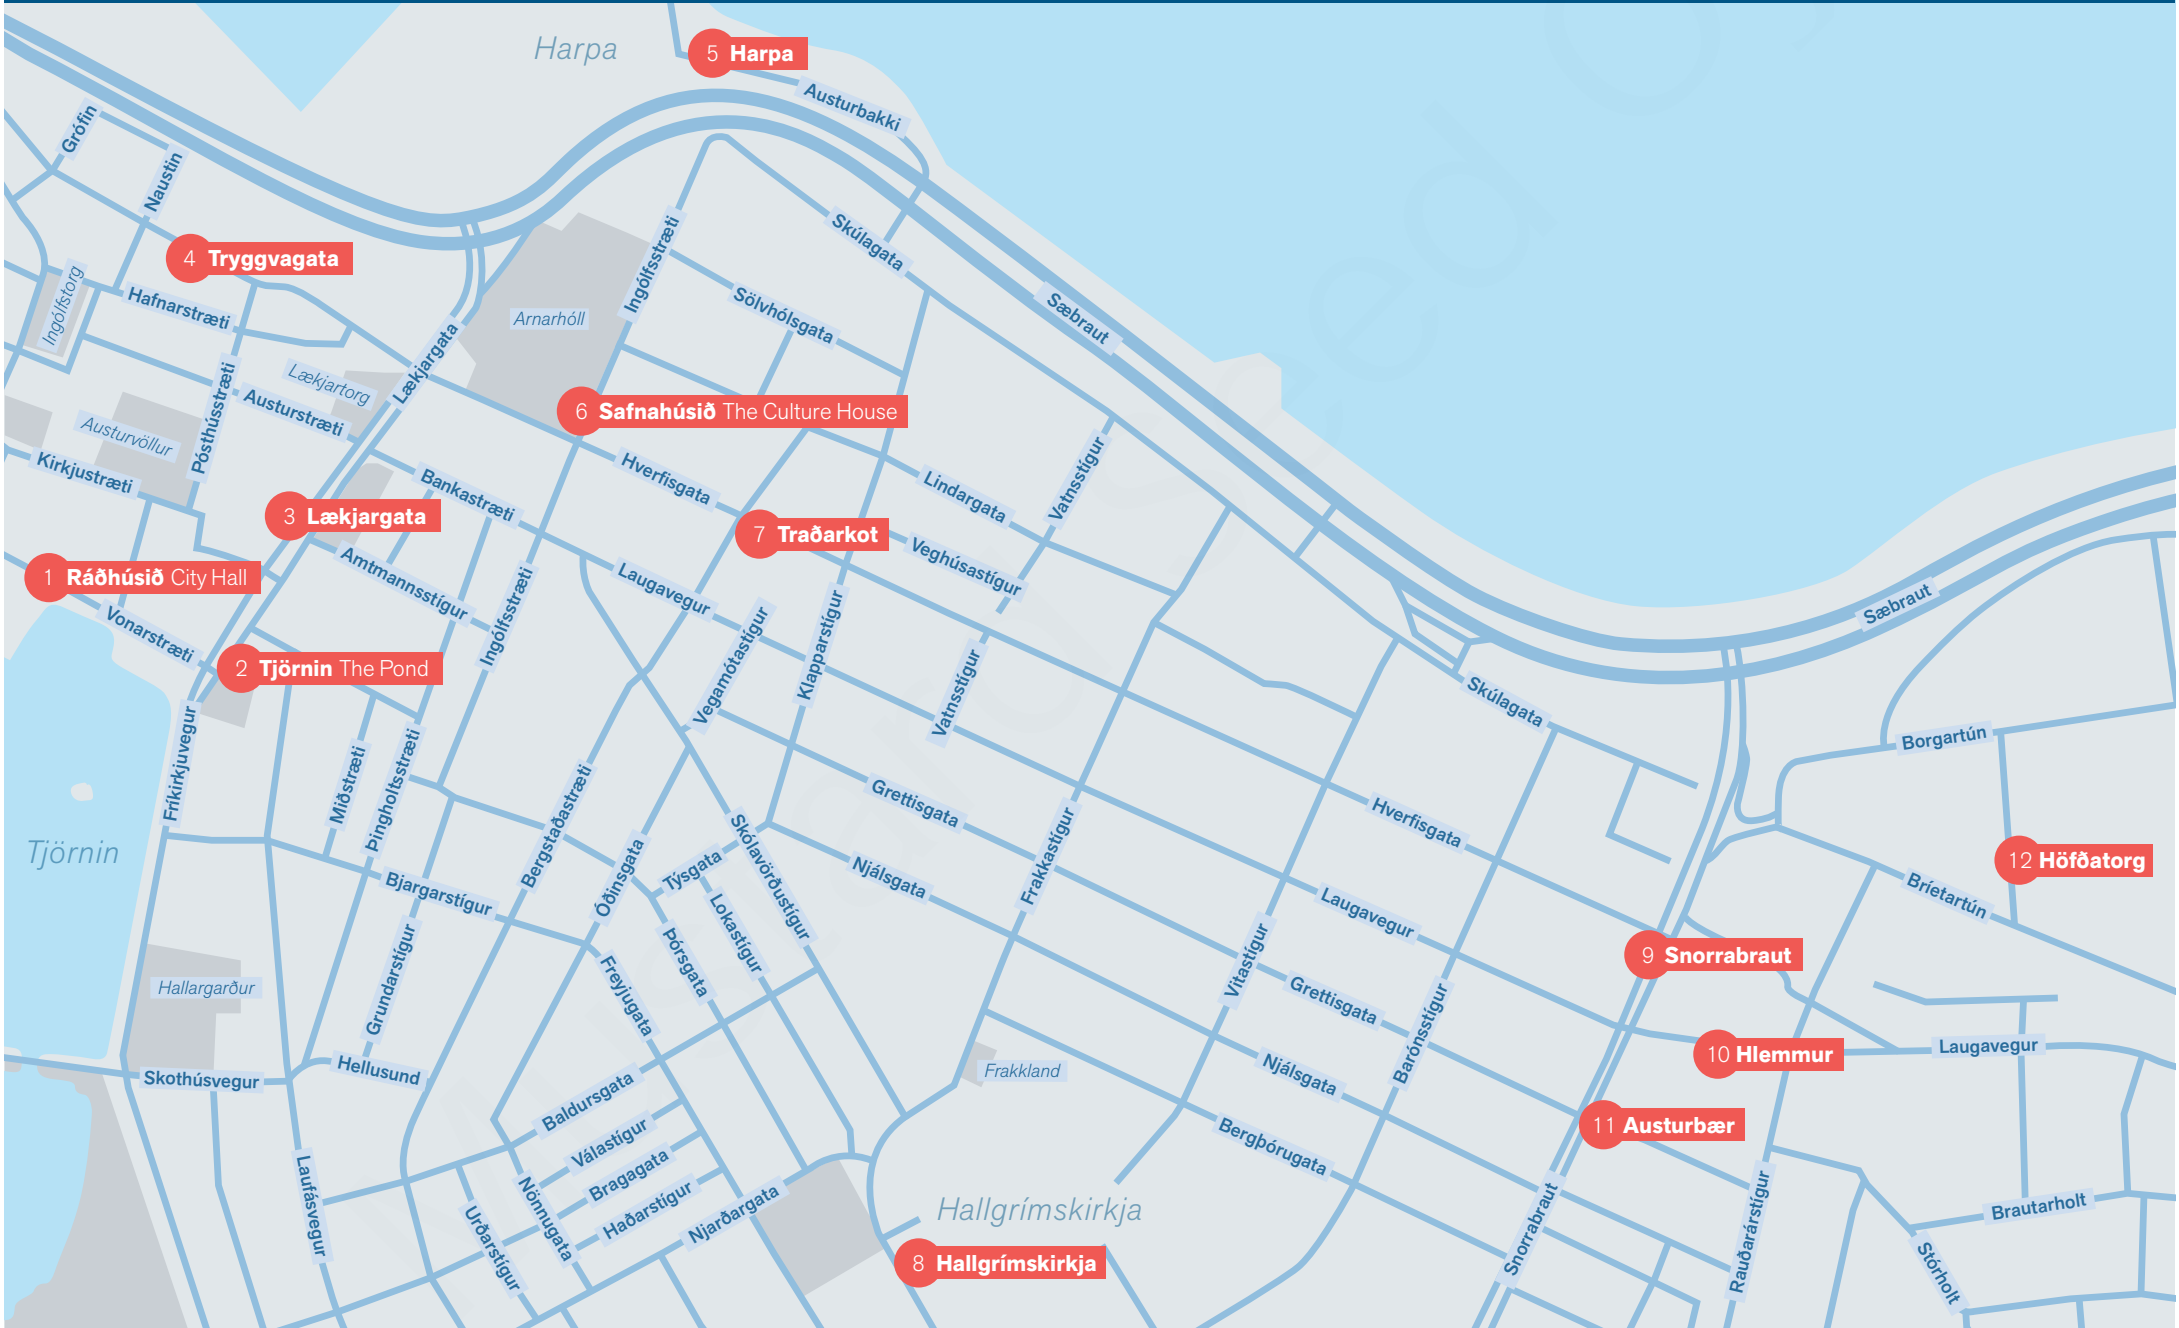 Harpa
5 Harpa
Austurbakki
Grófin
Naustin
4 Tryggvagata
Ingólfsstræti
Skúlagata
Ingólfstorg
Hafnarstræti
Arnarhóll
Sölvhólsgata
Sæbraut
Lækjargata
Lækjartorg
Pósthússtræti
Austurstræti
6 Safnahúsið The Culture House
Austurvöllur
Kirkjustræti
Bankastræti
Hverfisgata
Lindargata
Vatnsstígur
3 Lækjargata
7 Traðarkot
Amtmannsstígur
Veghúsastígur
1 Ráðhúsið City Hall
Laugavegur
Ingólfsstræti
Vonarstræti
Vegamótastígur
Klapparstígur
Sæbraut
2 Tjörnin The Pond
Vatnsstígur
Skúlagata
Fríkirkjuvegur
Borgartún
Miðstræti
Þingholtsstræti
Grettisgata
Hverfisgata
Bergstaðastræti
Tjörnin
Óðinsgata
Skólavörðustígur
Frakkastígur
12 Höfðatorg
Týsgata
Njálsgata
Bjargarstígur
Bríetartún
Laugavegur
Lokastígur
Þórsgata
9 Snorrabraut
Grundarstígur
Freyjugata
Vitastígur
Hallargarður
Grettisgata
Barónsstígur
Laugavegur
10 Hlemmur
Hellusund
Skothúsvegur
Frakkland
Njálsgata
Baldursgata
11 Austurbær
Válastígur
Bergþórugata
Bragagata
Laufásvegur
Nönnugata
Haðarstígur
Njarðargata
Hallgrímskirkja
Brautarholt
Urðarstígur
Snorrabraut
Rauðarárstígur
8 Hallgrímskirkja
Stórholt